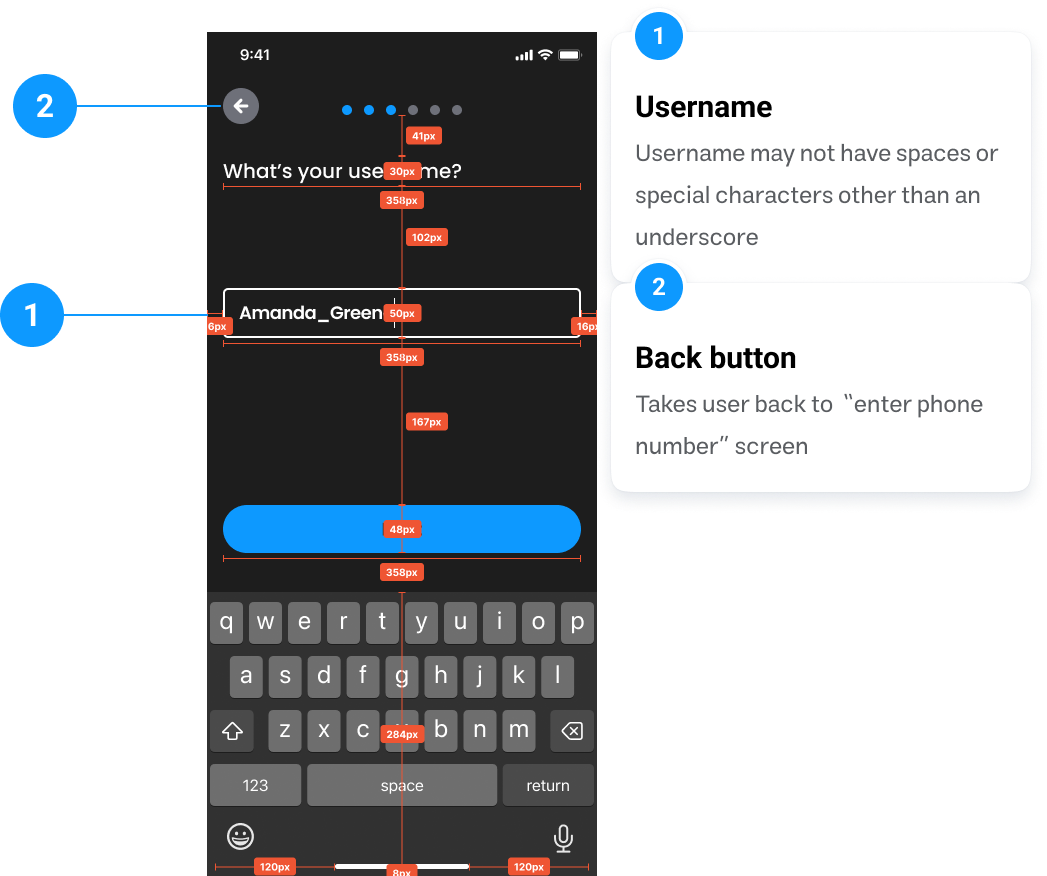 9:41
2
41px
What's your use
30px
me?
358px
102px
1
Amanda_Green
50px
6px
16px
358px
167px
48px
358px
q w e r t y u i o p
a s d f g h j k l
z x c b n m
284px
123 space return
120px
8px
120px
1
Username
Username may not have spaces or
special characters other than an
underscore
2
Back button
Takes user back to “enter phone
number” screen